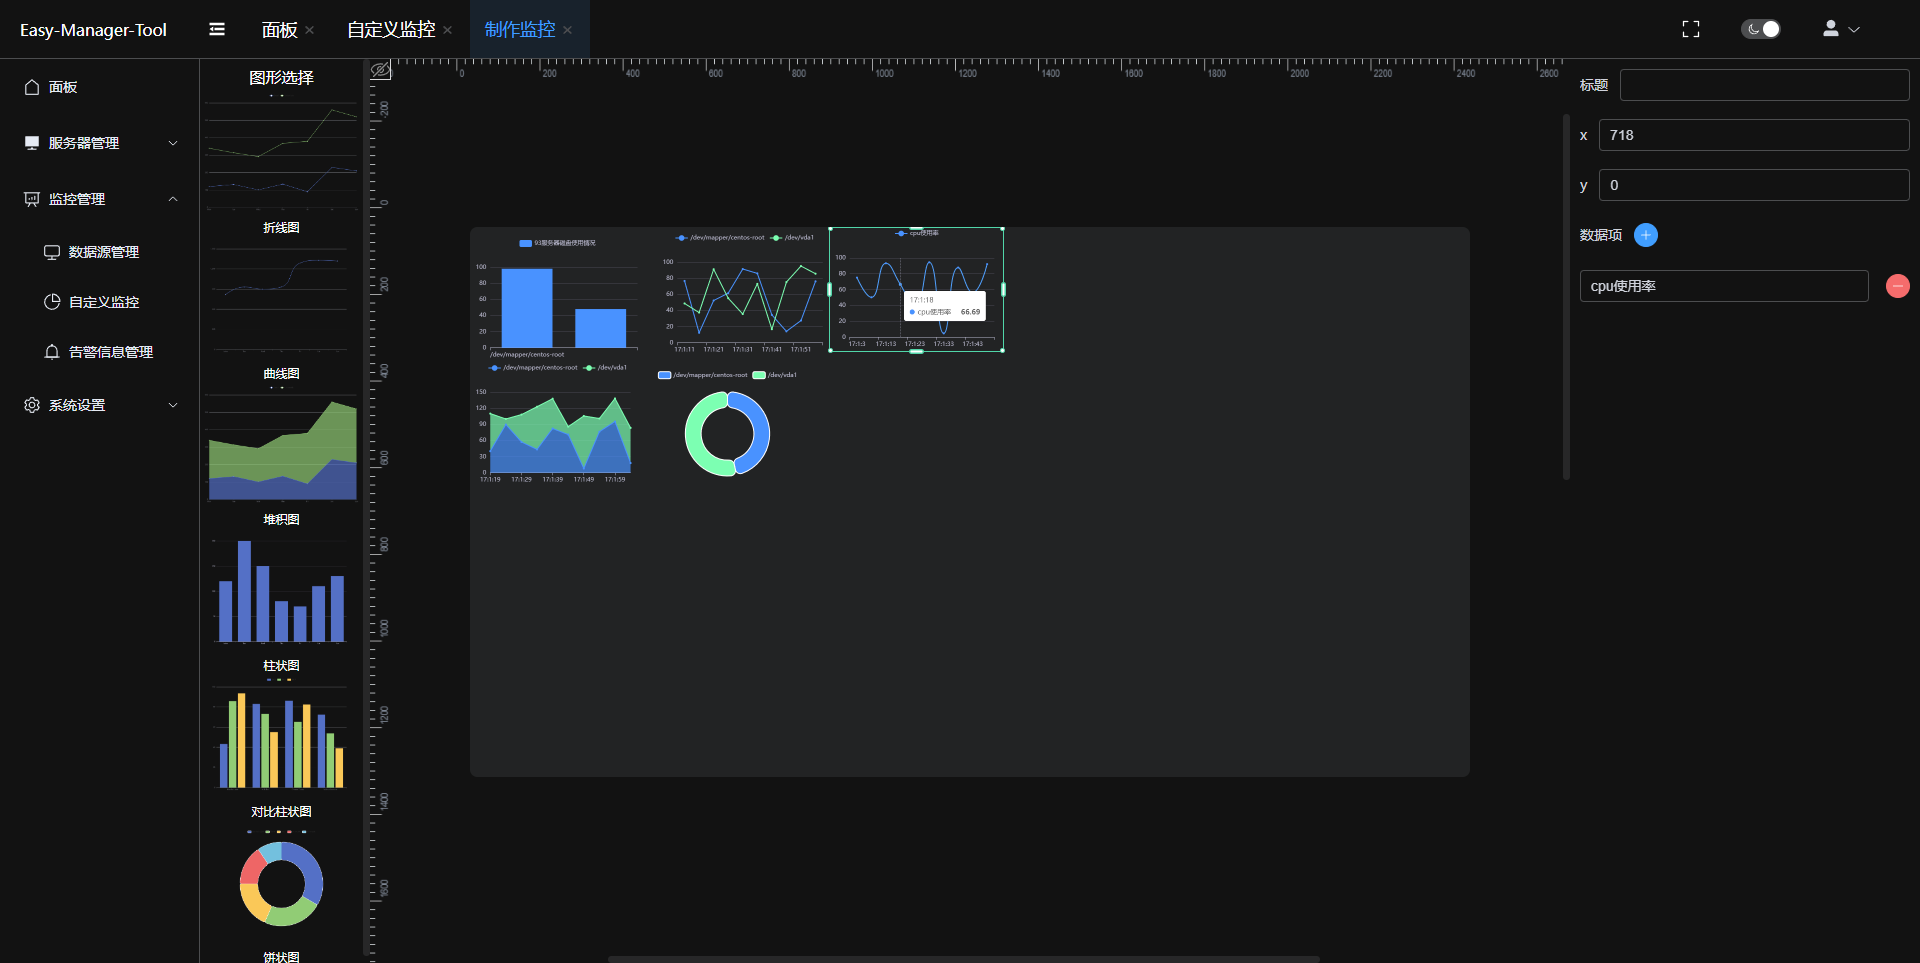 Easy-Manager-Tool
面板
自定义监控
制作监控
面板
服务器管理
监控管理
数据源管理
自定义监控
告警信息管理
系统设置
图形选择
折线图
曲线图
堆积图
柱状图
对比柱状图
饼状图
0 200 400 600 800 1000 1200 1400 1600 1800 2000 2200 2400 2600
-200
0
200
400
600
800
1000
1200
1400
1600
93服务器磁盘使用情况
100
80
60
40
20
0
/dev/mapper/centos-root
/dev/mapper/centos-root /dev/vda1
100
80
60
40
20
0
17:1:11 17:1:21 17:1:31 17:1:41 17:1:51
cpu使用率
100
80
60
40
20
0
17:1:3 17:1:13 17:1:23 17:1:33 17:1:43
17:1:18
cpu使用率 66.69
/dev/mapper/centos-root /dev/vda1
150
120
90
60
30
0
17:1:19 17:1:29 17:1:39 17:1:49 17:1:59
/dev/mapper/centos-root /dev/vda1
标题
x 718
y 0
数据项
cpu使用率